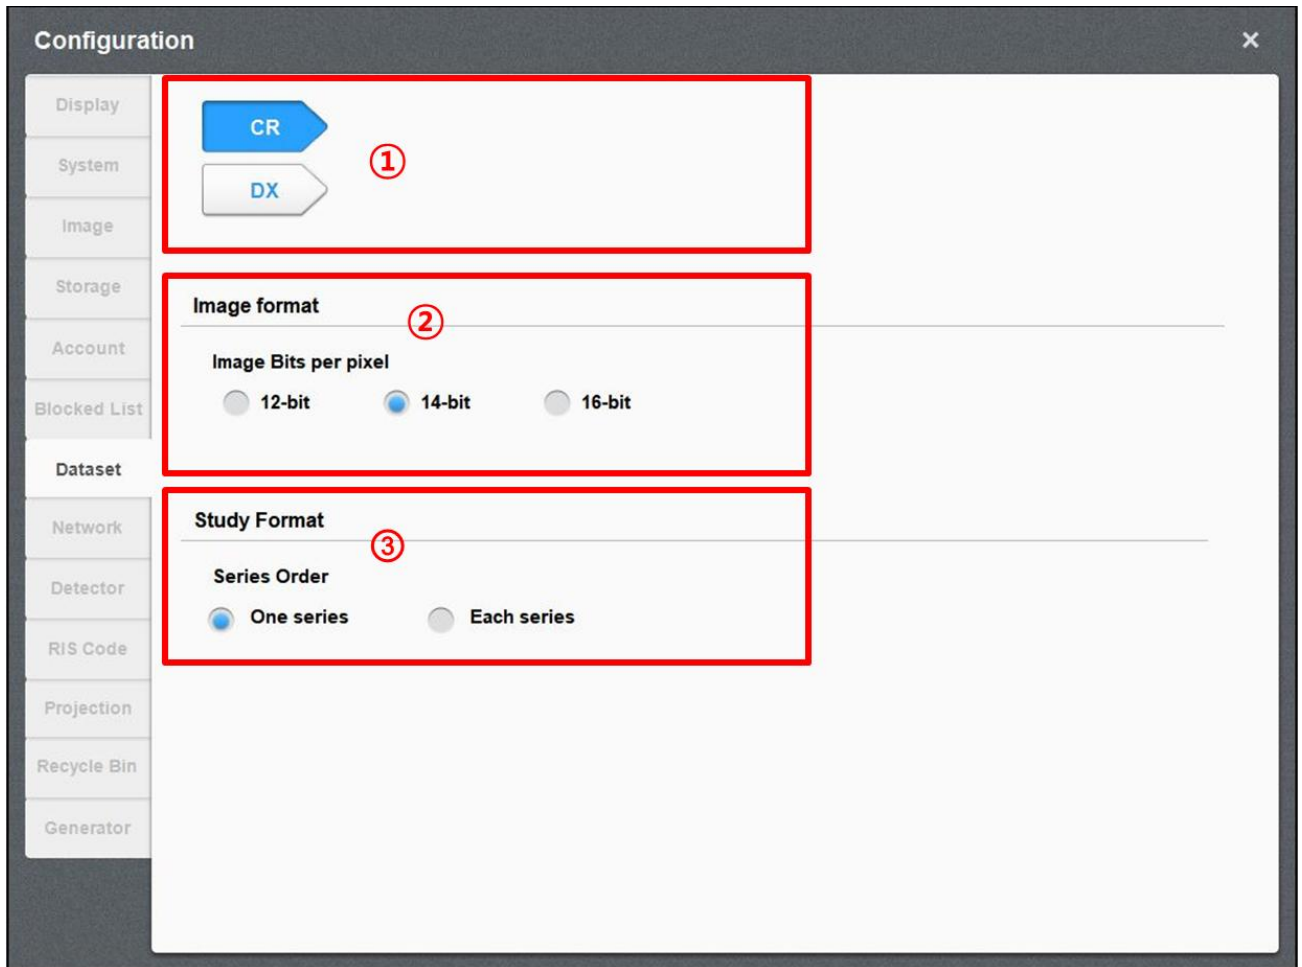 Configuration ×
Display
System
Image
Storage
Account
Blocked List
Dataset
Network
Detector
RIS Code
Projection
Recycle Bin
Generator
CR
①
DX
Image format
②
Image Bits per pixel
12-bit 14-bit 16-bit
Study Format
③
Series Order
One series Each series